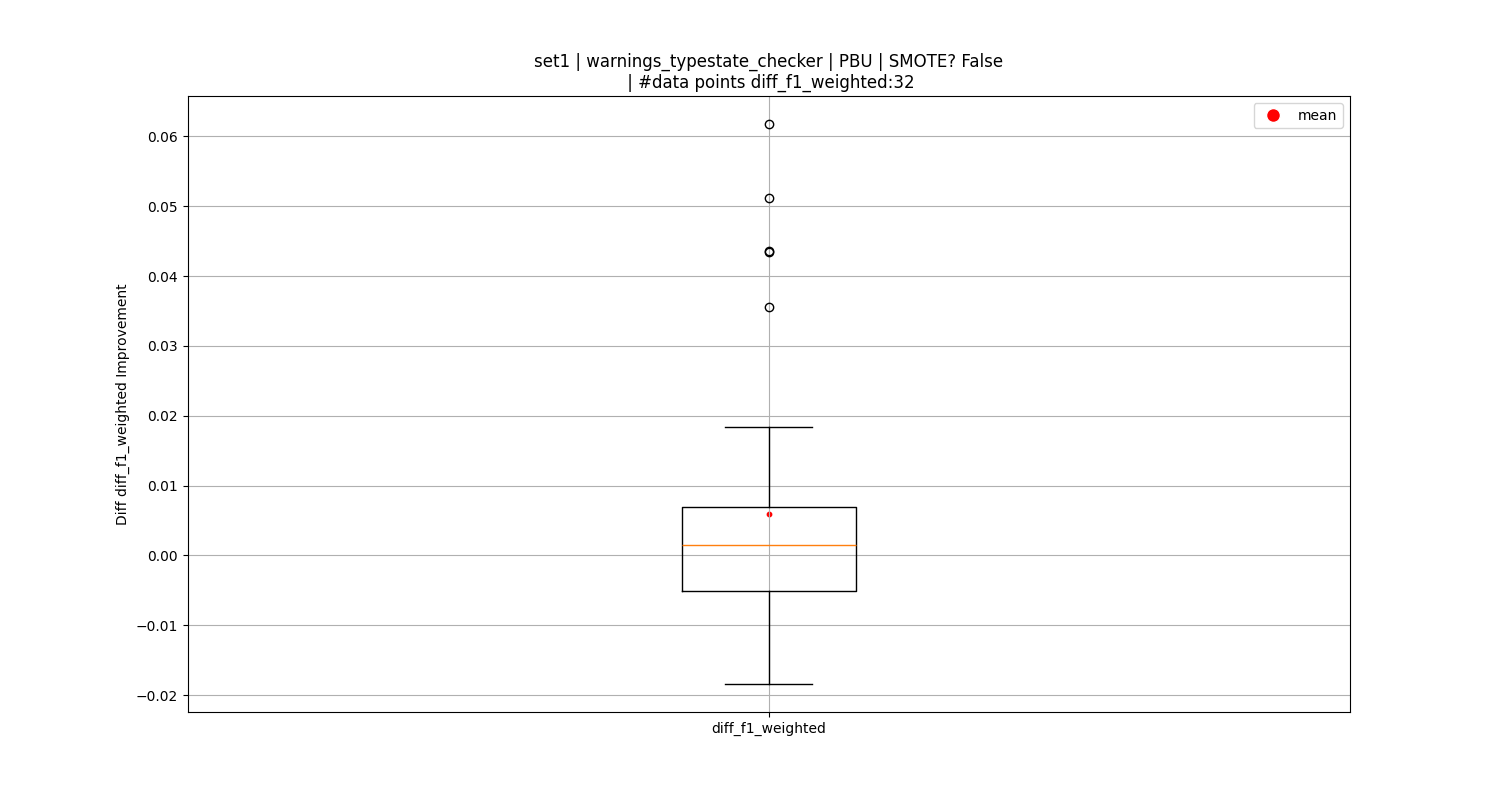 set1 | warnings_typestate_checker | PBU | SMOTE? False
| #data points diff_f1_weighted:32
mean
0.06
0.05
0.04
0.03
0.02
0.01
0.00
−0.01
−0.02
Diff diff_f1_weighted Improvement
diff_f1_weighted